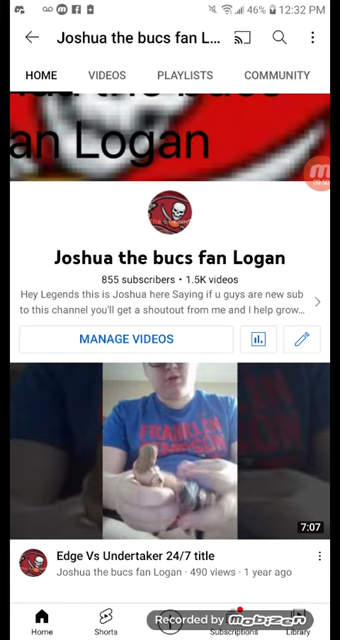 46% 12:32 PM
Joshua the bucs fan L...
HOME VIDEOS PLAYLISTS COMMUNITY
an Logan
00:50
Joshua the bucs fan Logan
855 subscribers • 1.5K videos
Hey Legends this is Joshua here Saying if u guys are new sub
to this channel you'll get a shoutout from me and I help grow...
MANAGE VIDEOS
FRANKLIN
7:07
Edge Vs Undertaker 24/7 title
Joshua the bucs fan Logan · 490 views · 1 year ago
Home Shorts Subscriptions Library
Recorded by Mobizen